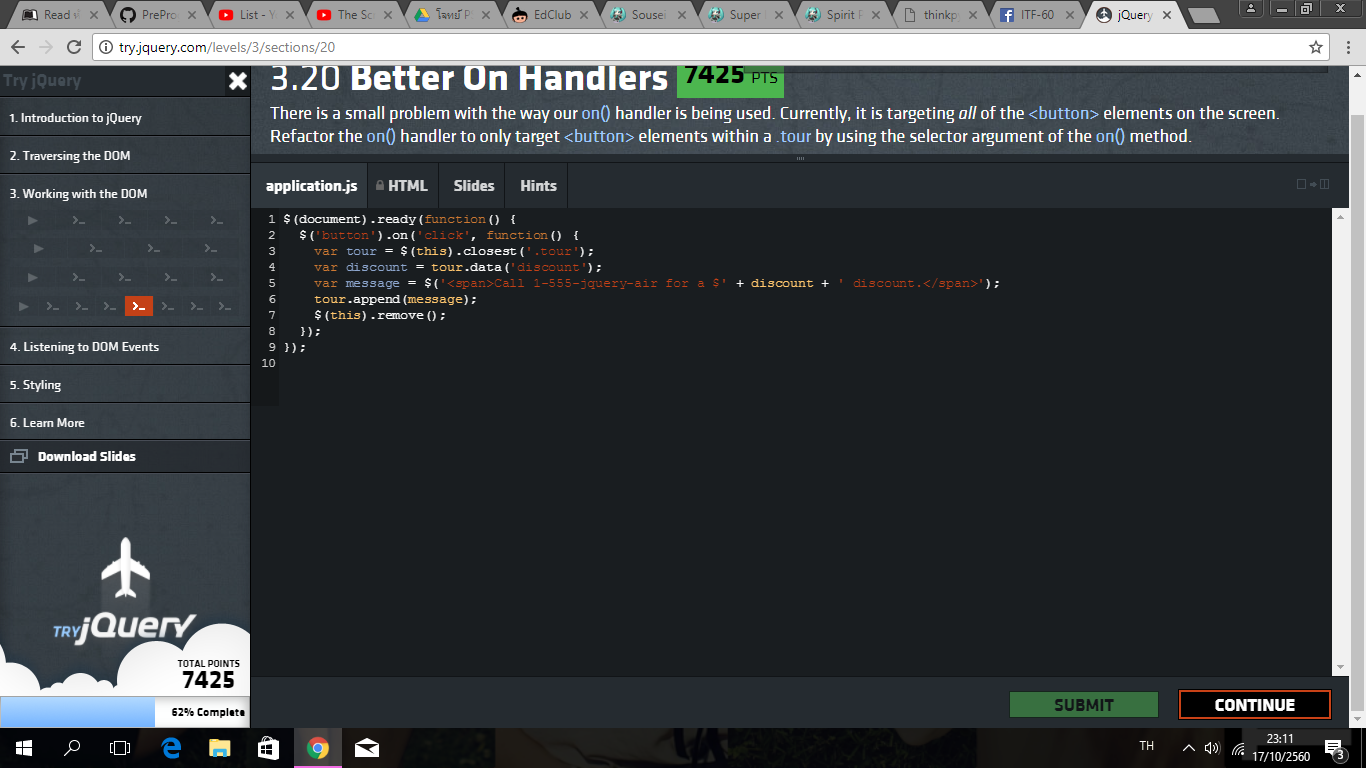 Read
PrePro
List - Y
The Sc
โจทย์ P
EdClub
Souse
Super
Spirit F
thinkp
ITF-60
jQuery
try.jquery.com/levels/3/sections/20
Try jQuery
1. Introduction to jQuery
2. Traversing the DOM
3. Working with the DOM
4. Listening to DOM Events
5. Styling
6. Learn More
Download Slides
TRY jQuery
TOTAL POINTS
7425
62% Complete
3.20 Better On Handlers 7425 PTS
There is a small problem with the way our on() handler is being used. Currently, it is targeting all of the <button> elements on the screen.
Refactor the on() handler to only target <button> elements within a .tour by using the selector argument of the on() method.
application.js HTML Slides Hints
1 $(document).ready(function() {
2 $('button').on('click', function() {
3 var tour = $(this).closest('.tour');
4 var discount = tour.data('discount');
5 var message = $('<span>Call 1-555-jquery-air for a $' + discount + ' discount.</span>');
6 tour.append(message);
7 $(this).remove();
8 });
9 });
10
SUBMIT CONTINUE
TH
23:11
17/10/2560
3